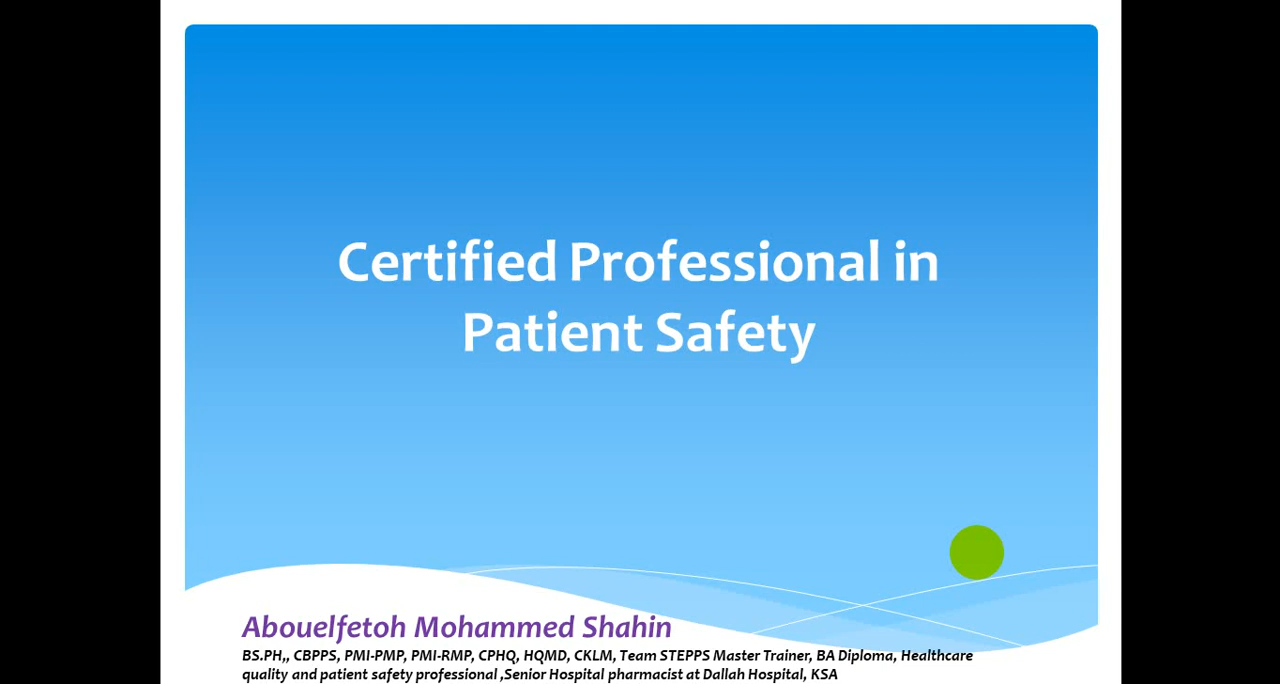 Certified Professional in
Patient Safety
Abouelfetoh Mohammed Shahin
BS.PH,, CBPPS, PMI-PMP, PMI-RMP, CPHQ, HQMD, CKLM, Team STEPPS Master Trainer, BA Diploma, Healthcare
quality and patient safety professional ,Senior Hospital pharmacist at Dallah Hospital, KSA